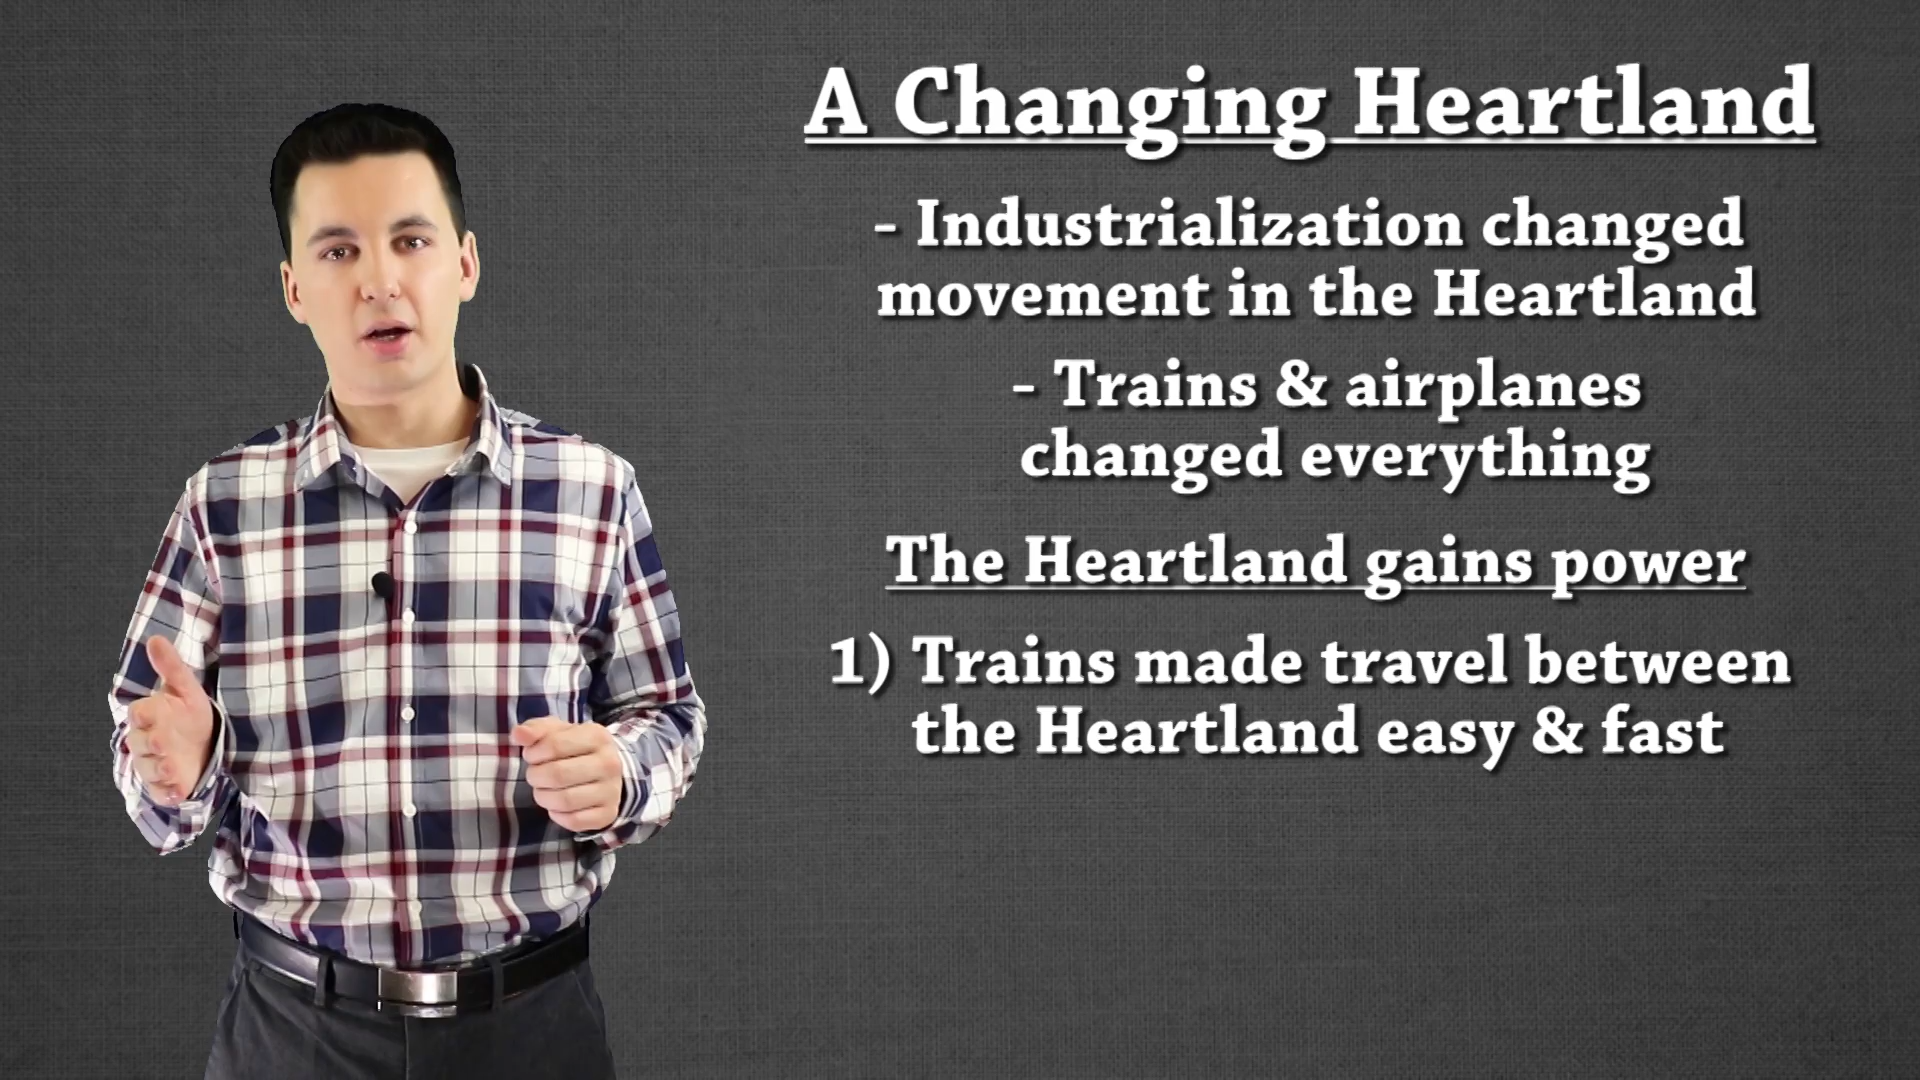 A Changing Heartland
- Industrialization changed
movement in the Heartland
- Trains & airplanes
changed everything
The Heartland gains power
1) Trains made travel between
the Heartland easy & fast